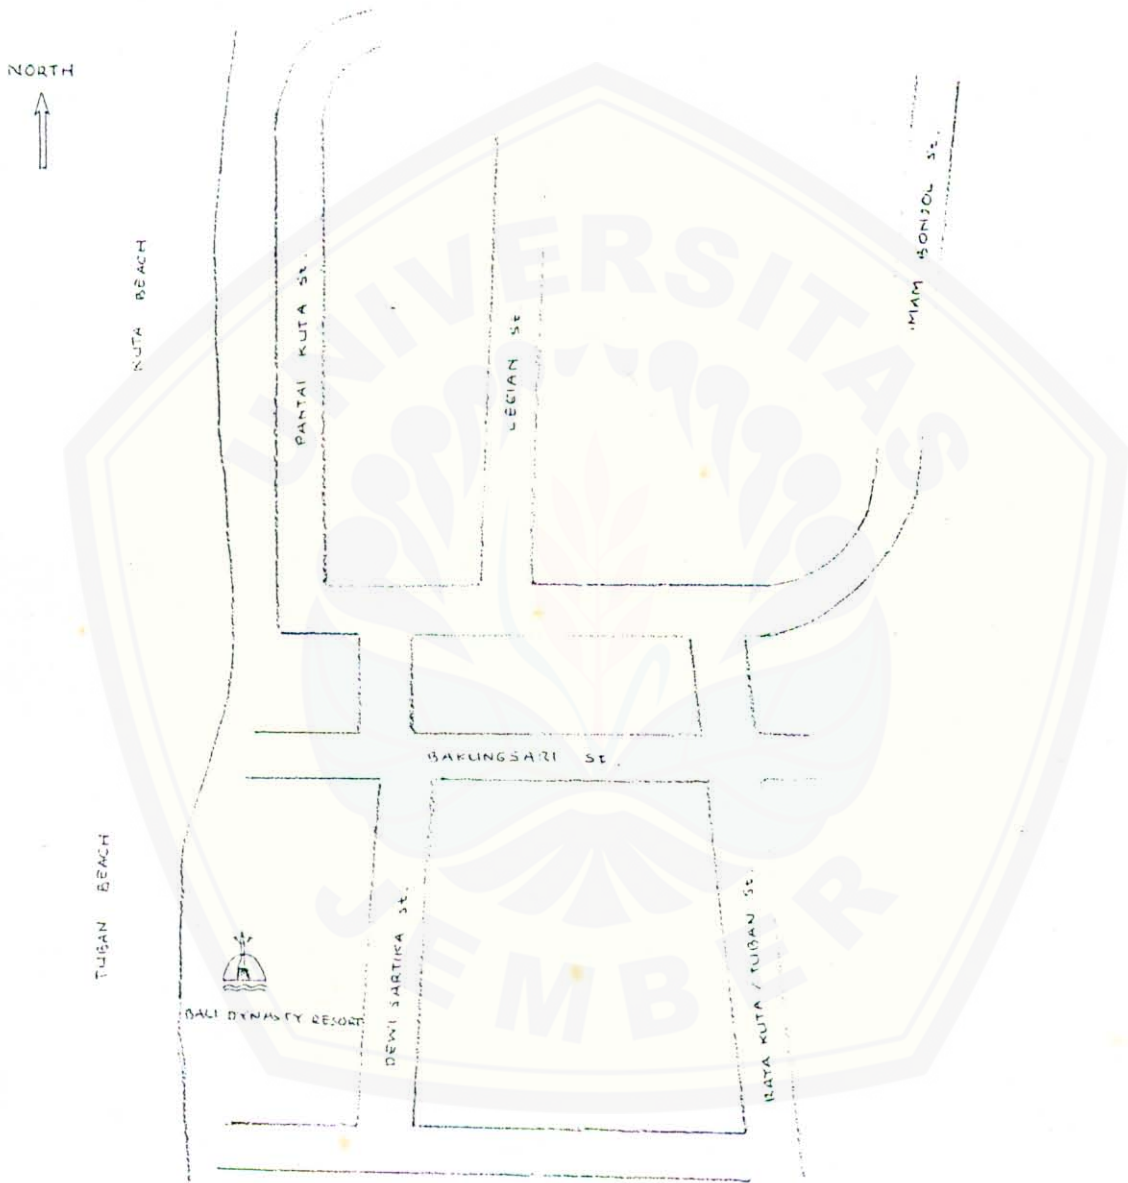 NORTH
KUTA BEACH
PANTAI KUTA St.
LEGIAN St
IMAM BONJOL St.
UNIVERSITAS
BAKUNGSARI St.
TUBAN BEACH
BALI DYNASTY RESORT
DEWI SARTIKA St.
RAYA KUTA / TUBAN St.
JEMBER